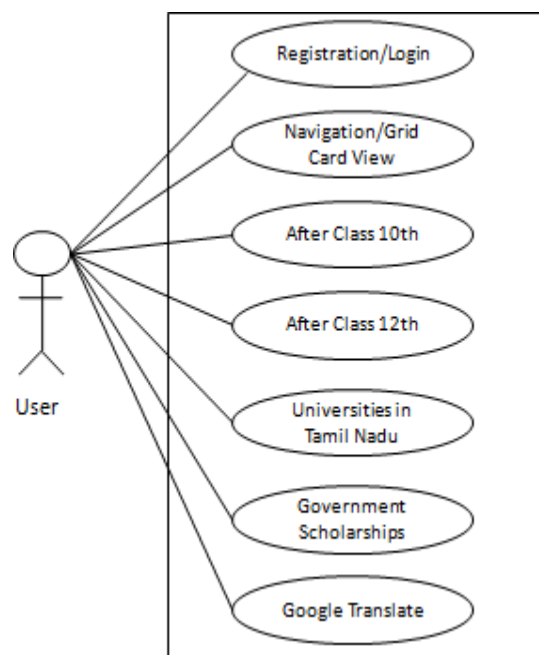 Registration/Login
Navigation/Grid
Card View
After Class 10th
After Class 12th
User
Universities in
Tamil Nadu
Government
Scholarships
Google Translate